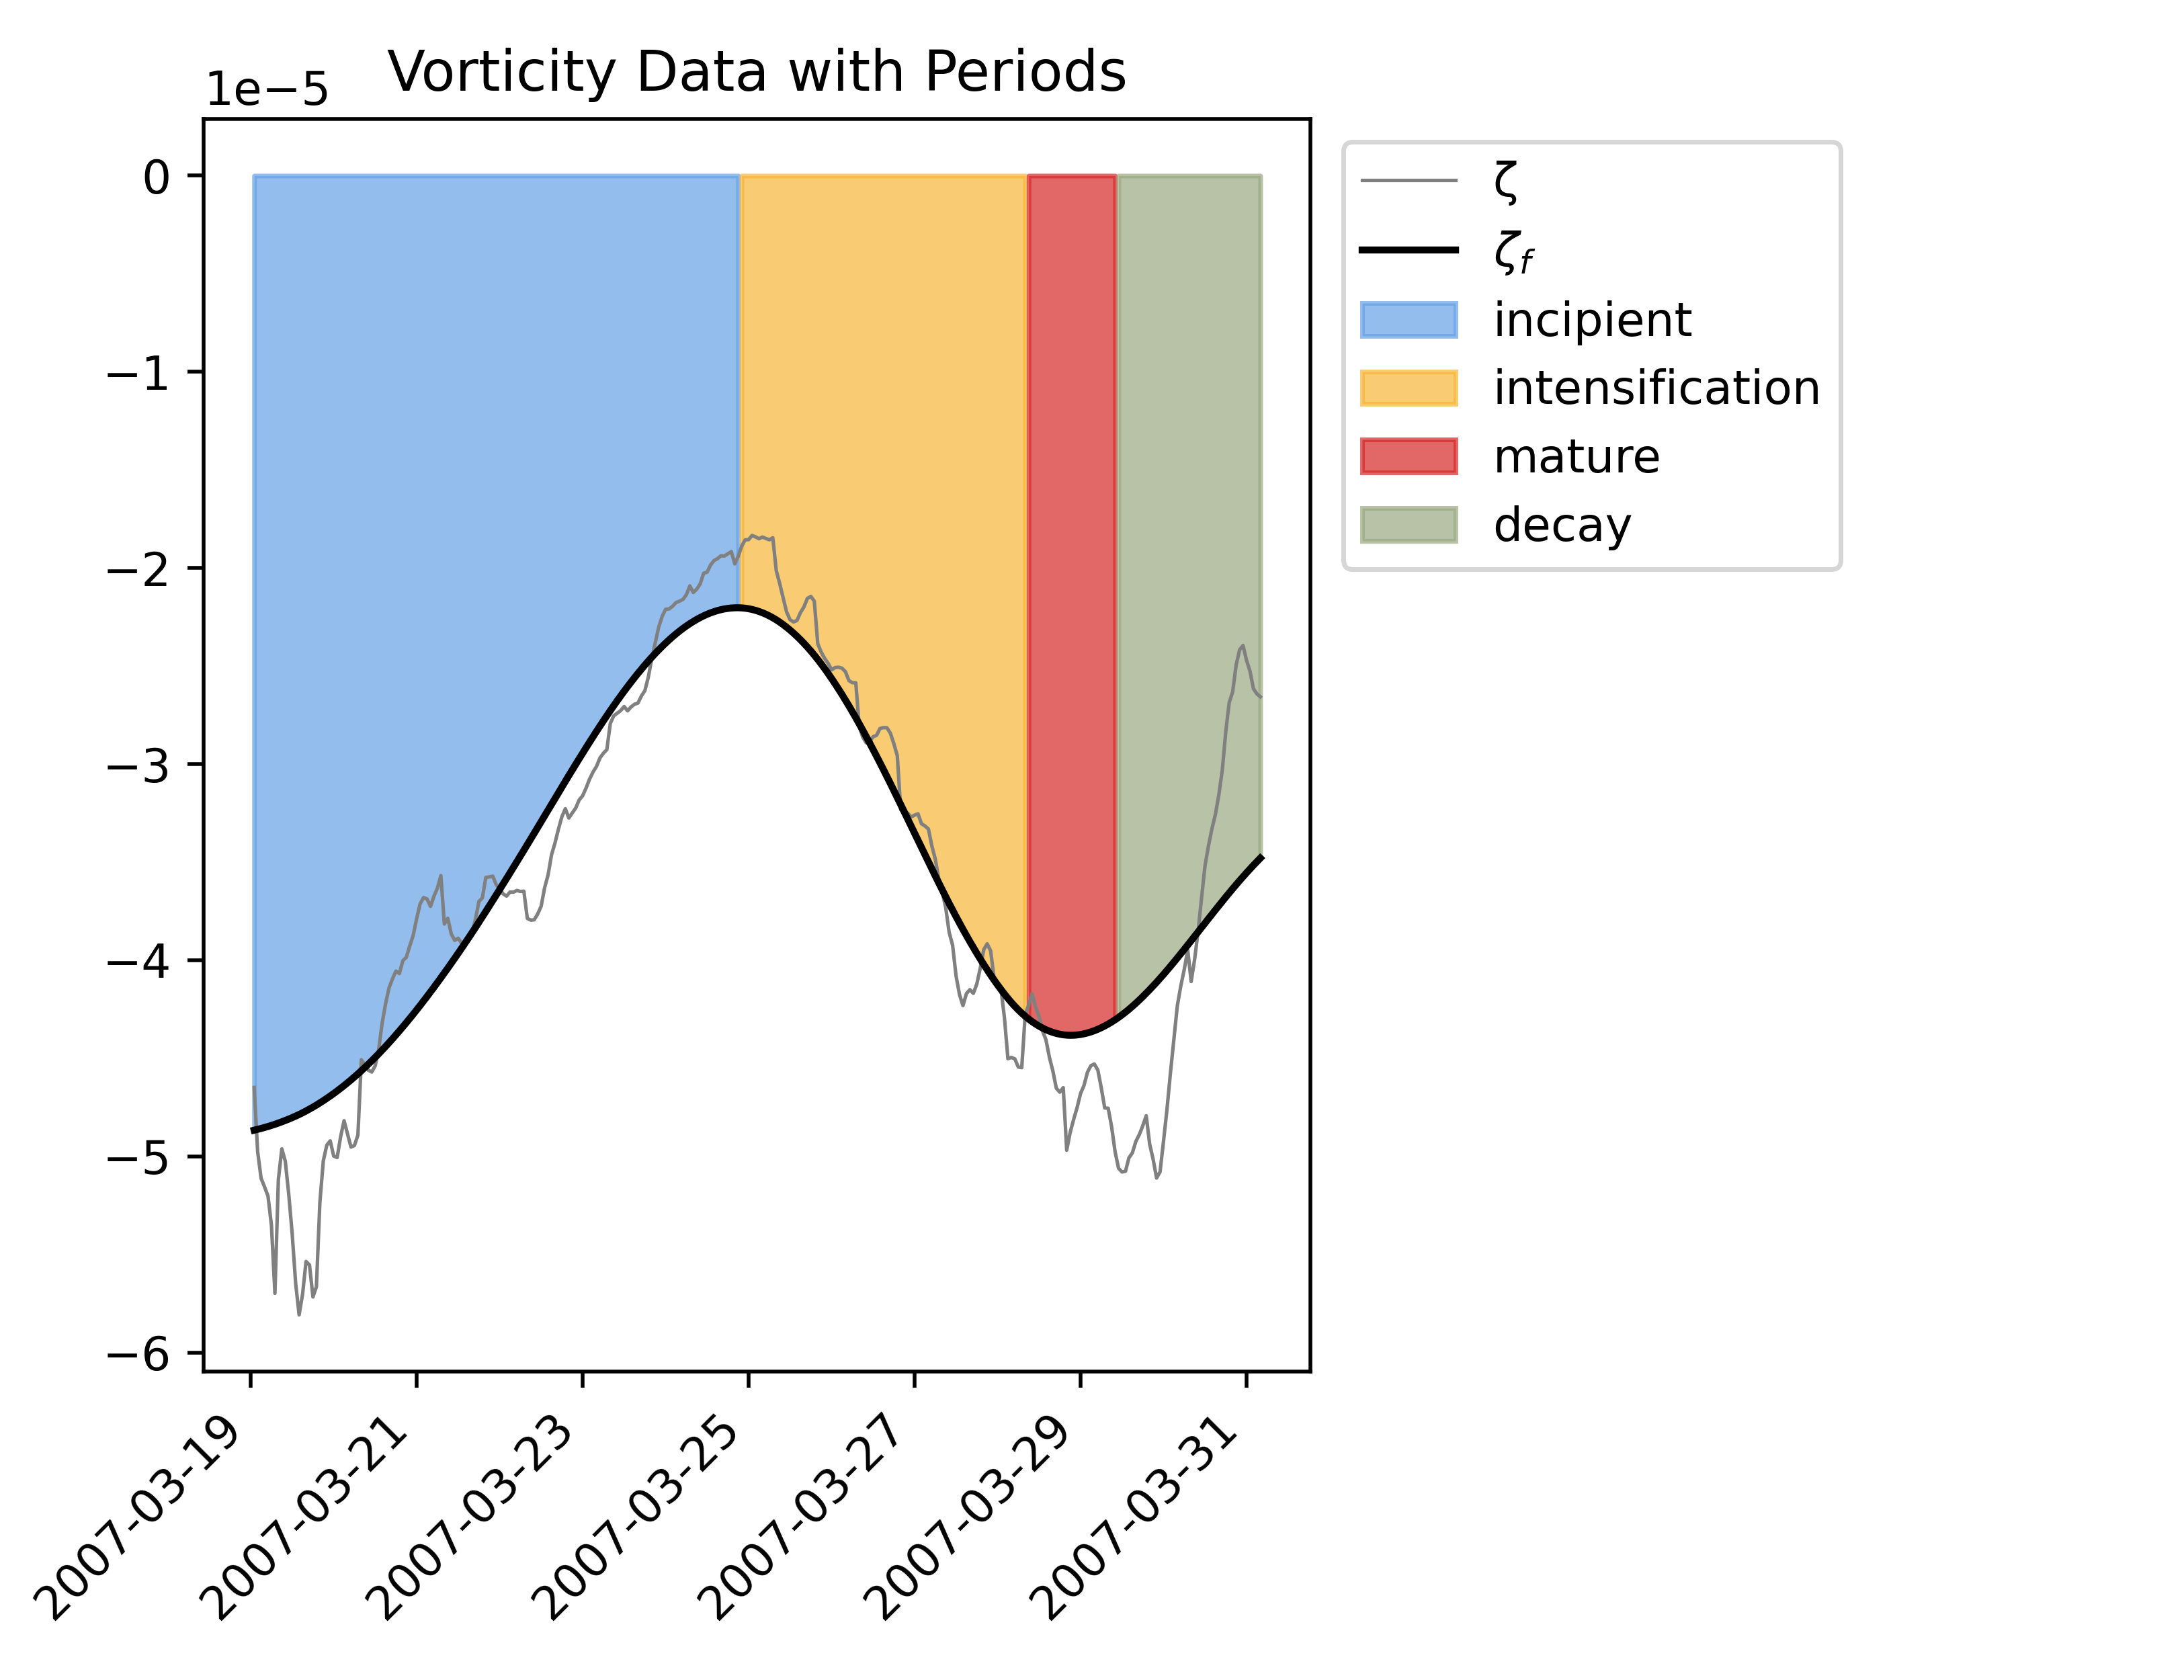 Vorticity Data with Periods
1e−5
0
−1
−2
−3
−4
−5
−6
2007-03-19
2007-03-21
2007-03-23
2007-03-25
2007-03-27
2007-03-29
2007-03-31
ζ
ζf
incipient
intensification
mature
decay